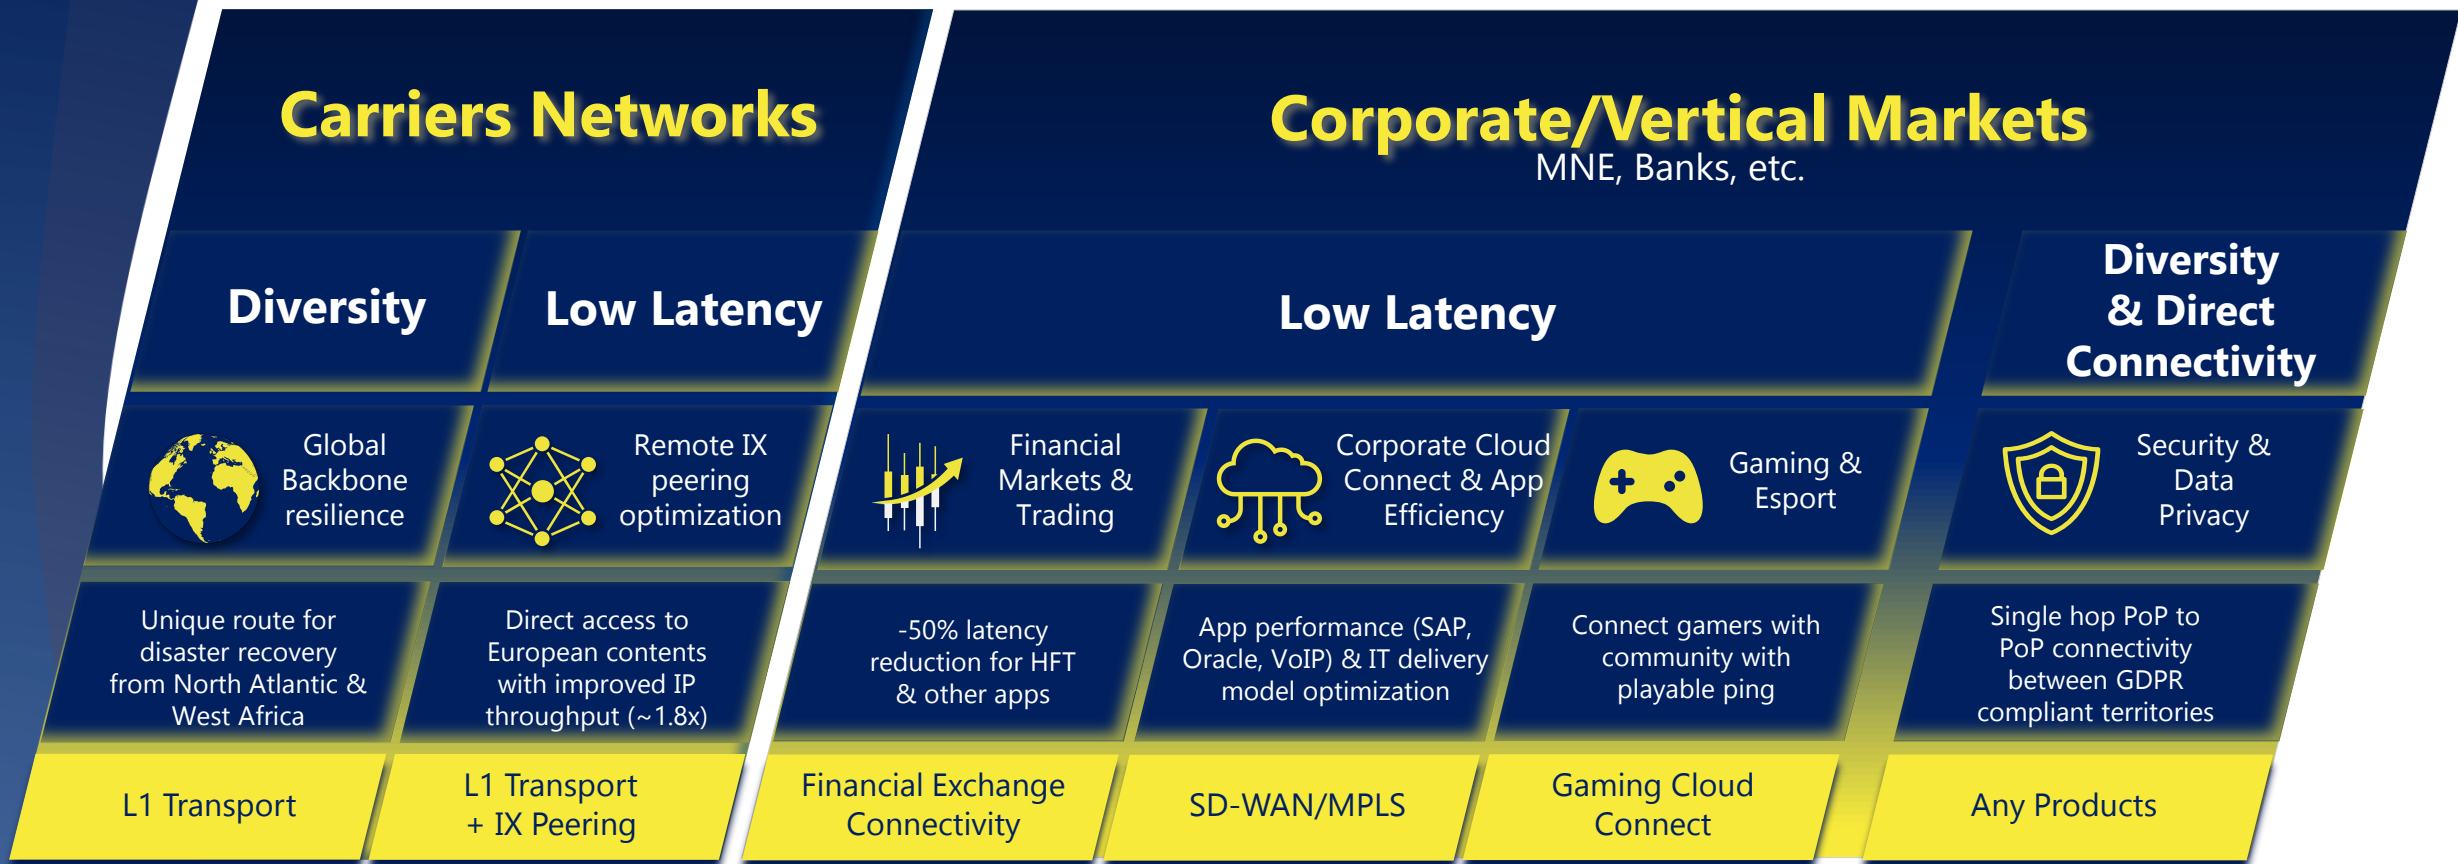 Carriers Networks
Corporate/Vertical Markets
MNE, Banks, etc.
Diversity
Low Latency
Low Latency
Diversity
& Direct
Connectivity
Global
Backbone
resilience
Remote IX
peering
optimization
Financial
Markets &
Trading
Corporate Cloud
Connect & App
Efficiency
Gaming &
Esport
Security &
Data
Privacy
Unique route for
disaster recovery
from North Atlantic &
West Africa
Direct access to
European contents
with improved IP
throughput (~1.8x)
-50% latency
reduction for HFT
& other apps
App performance (SAP,
Oracle, VoIP) & IT delivery
model optimization
Connect gamers with
community with
playable ping
Single hop PoP to
PoP connectivity
between GDPR
compliant territories
L1 Transport
L1 Transport
+ IX Peering
Financial Exchange
Connectivity
SD-WAN/MPLS
Gaming Cloud
Connect
Any Products